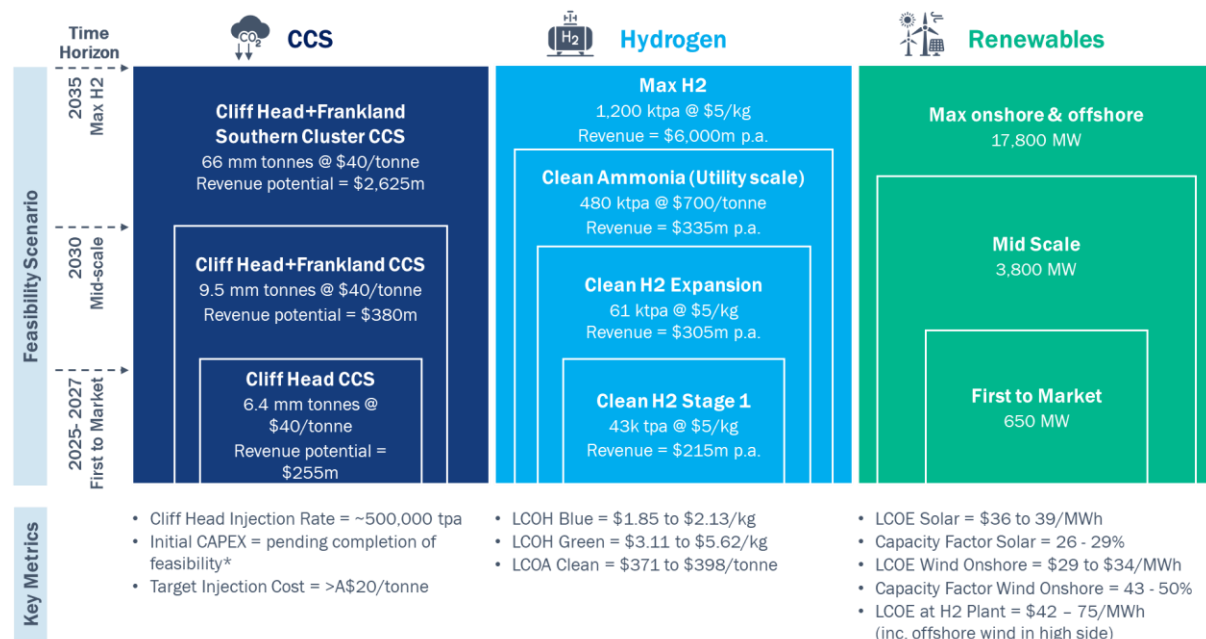 Time
Horizon
CO2
CCS
H2
Hydrogen
Renewables
Feasibility Scenario
2035
Max H2
2030
Mid-scale
2025- 2027
First to Market
Cliff Head+Frankland
Southern Cluster CCS
66 mm tonnes @ $40/tonne
Revenue potential = $2,625m
Cliff Head+Frankland CCS
9.5 mm tonnes @ $40/tonne
Revenue potential = $380m
Cliff Head CCS
6.4 mm tonnes @
$40/tonne
Revenue potential =
$255m
Max H2
1,200 ktpa @ $5/kg
Revenue = $6,000m p.a.
Clean Ammonia (Utility scale)
480 ktpa @ $700/tonne
Revenue = $335m p.a.
Clean H2 Expansion
61 ktpa @ $5/kg
Revenue = $305m p.a.
Clean H2 Stage 1
43k tpa @ $5/kg
Revenue = $215m p.a.
Max onshore & offshore
17,800 MW
Mid Scale
3,800 MW
First to Market
650 MW
Key Metrics
• Cliff Head Injection Rate = ~500,000 tpa
• Initial CAPEX = pending completion of
feasibility*
• Target Injection Cost = >A$20/tonne
• LCOH Blue = $1.85 to $2.13/kg
• LCOH Green = $3.11 to $5.62/kg
• LCOA Clean = $371 to $398/tonne
• LCOE Solar = $36 to 39/MWh
• Capacity Factor Solar = 26 - 29%
• LCOE Wind Onshore = $29 to $34/MWh
• Capacity Factor Wind Onshore = 43 - 50%
• LCOE at H2 Plant = $42 – 75/MWh
(inc. offshore wind in high side)